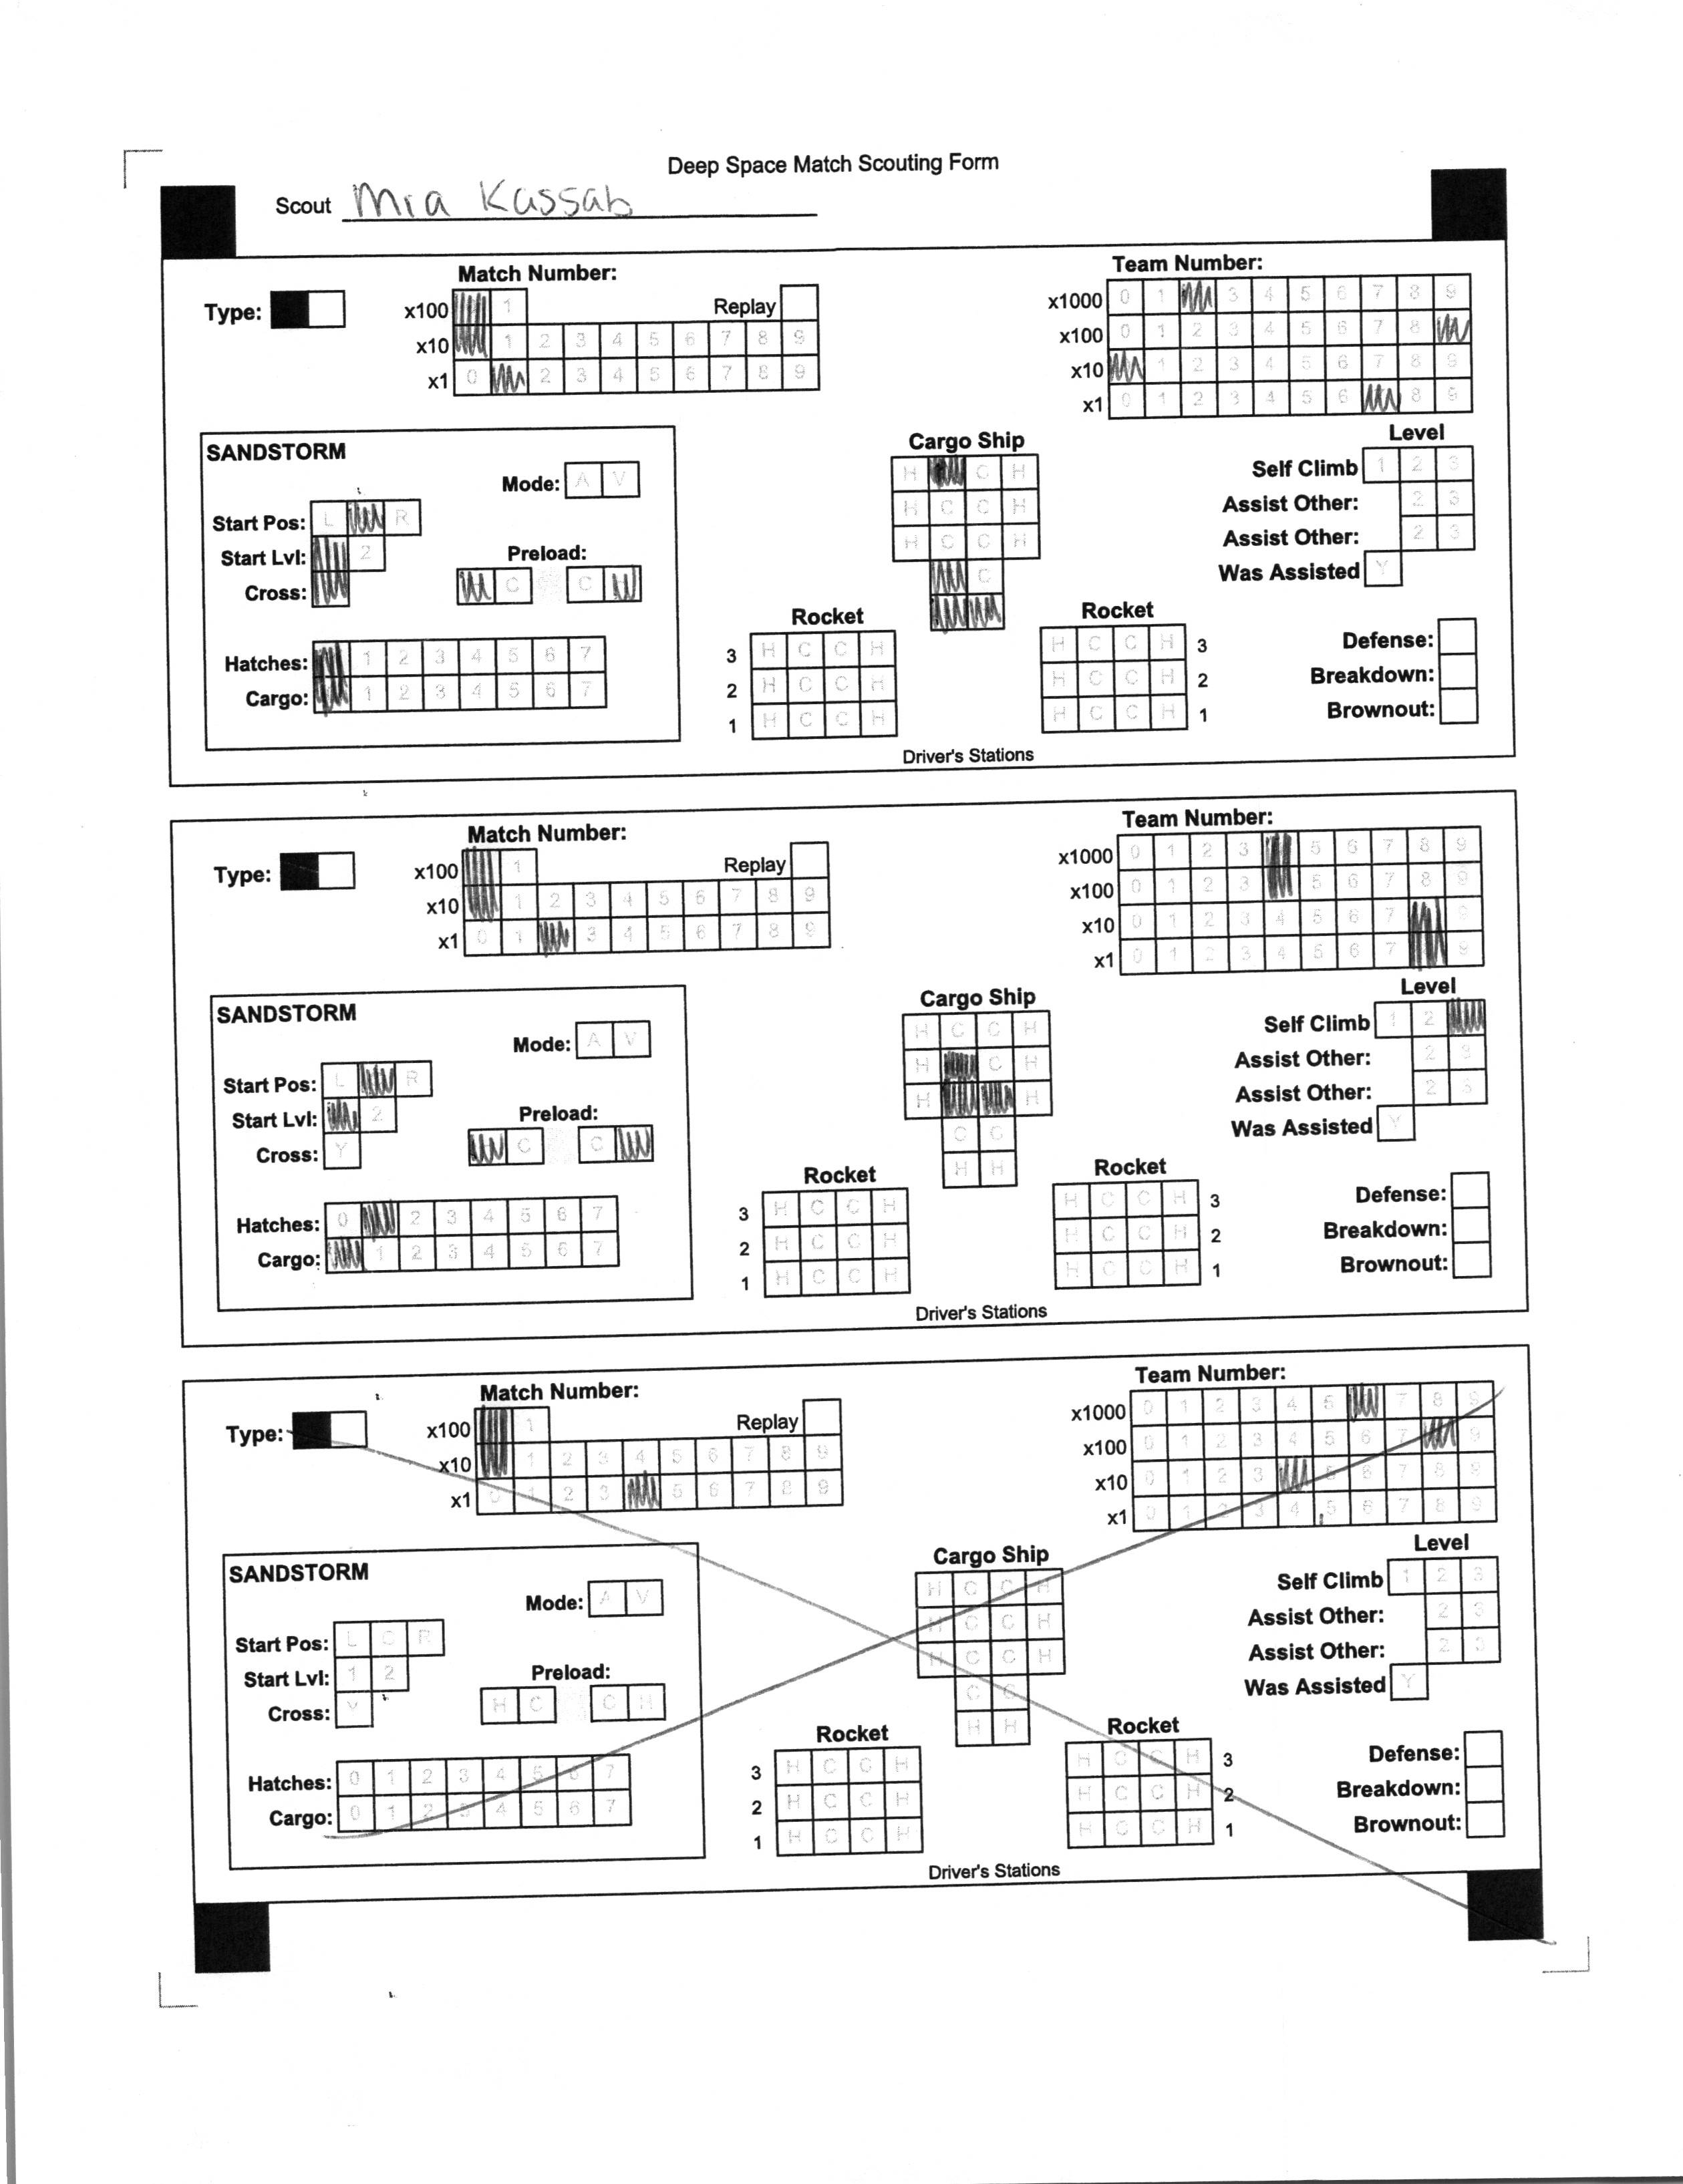 Deep Space Match Scouting Form
Scout Mia Kassab
Match Number:
Team Number:
Type:
x100 1
Replay
x10 1 2 3 4 5 6 7 8 9
x1 0 2 3 4 5 6 7 8 9
x1000 0 1 3 4 5 6 7 8 9
x100 0 1 2 3 4 5 6 7 8
x10 1 2 3 4 5 6 7 8 9
x1 0 1 2 3 4 5 6 8 9
SANDSTORM
Mode: A V
Start Pos: L R
Start Lvl: 2
Cross:
Preload:
C C
Hatches: 1 2 3 4 5 6 7
Cargo: 1 2 3 4 5 6 7
Cargo Ship
H C H
H C C H
H C C H
C
Rocket
3 H C C H
2 H C C H
1 H C C H
Rocket
H C C H 3
H C C H 2
H C C H 1
Driver's Stations
Level
Self Climb 1 2 3
Assist Other: 2 3
Assist Other: 2 3
Was Assisted Y
Defense:
Breakdown:
Brownout:
Match Number:
Team Number:
Type:
x100 1
Replay
x10 1 2 3 4 5 6 7 8 9
x1 0 1 3 4 5 6 7 8 9
x1000 0 1 2 3 5 6 7 8 9
x100 0 1 2 3 5 6 7 8 9
x10 0 1 2 3 4 5 6 7 9
x1 0 1 2 3 4 5 6 7 9
SANDSTORM
Mode: A V
Start Pos: L R
Start Lvl: 2
Cross: Y
Preload:
C C
Hatches: 0 2 3 4 5 6 7
Cargo: 1 2 3 4 5 6 7
Cargo Ship
H C C H
H C H
H H
C C
H H
Rocket
3 H C C H
2 H C C H
1 H C C H
Rocket
H C C H 3
H C C H 2
H C C H 1
Driver's Stations
Level
Self Climb 1 2
Assist Other: 2 3
Assist Other: 2 3
Was Assisted Y
Defense:
Breakdown:
Brownout:
Match Number:
Team Number:
Type:
x100 1
Replay
x10 1 2 3 4 5 6 7 8 9
x1 0 1 2 3 5 6 7 8 9
x1000 0 1 2 3 4 5 7 8 9
x100 0 1 2 3 4 5 6 7 9
x10 0 1 2 3 5 6 7 8 9
x1 0 1 2 3 4 5 6 7 8 9
SANDSTORM
Mode: A V
Start Pos: L C R
Start Lvl: 1 2
Cross: Y
Preload:
H C C H
Hatches: 0 1 2 3 4 5 6 7
Cargo: 0 1 2 3 4 5 6 7
Cargo Ship
H C C H
H C C H
H C C H
C C
H H
Rocket
3 H C C H
2 H C C H
1 H C C H
Rocket
H C C H 3
H C C H 2
H C C H 1
Driver's Stations
Level
Self Climb 1 2 3
Assist Other: 2 3
Assist Other: 2 3
Was Assisted Y
Defense:
Breakdown:
Brownout: